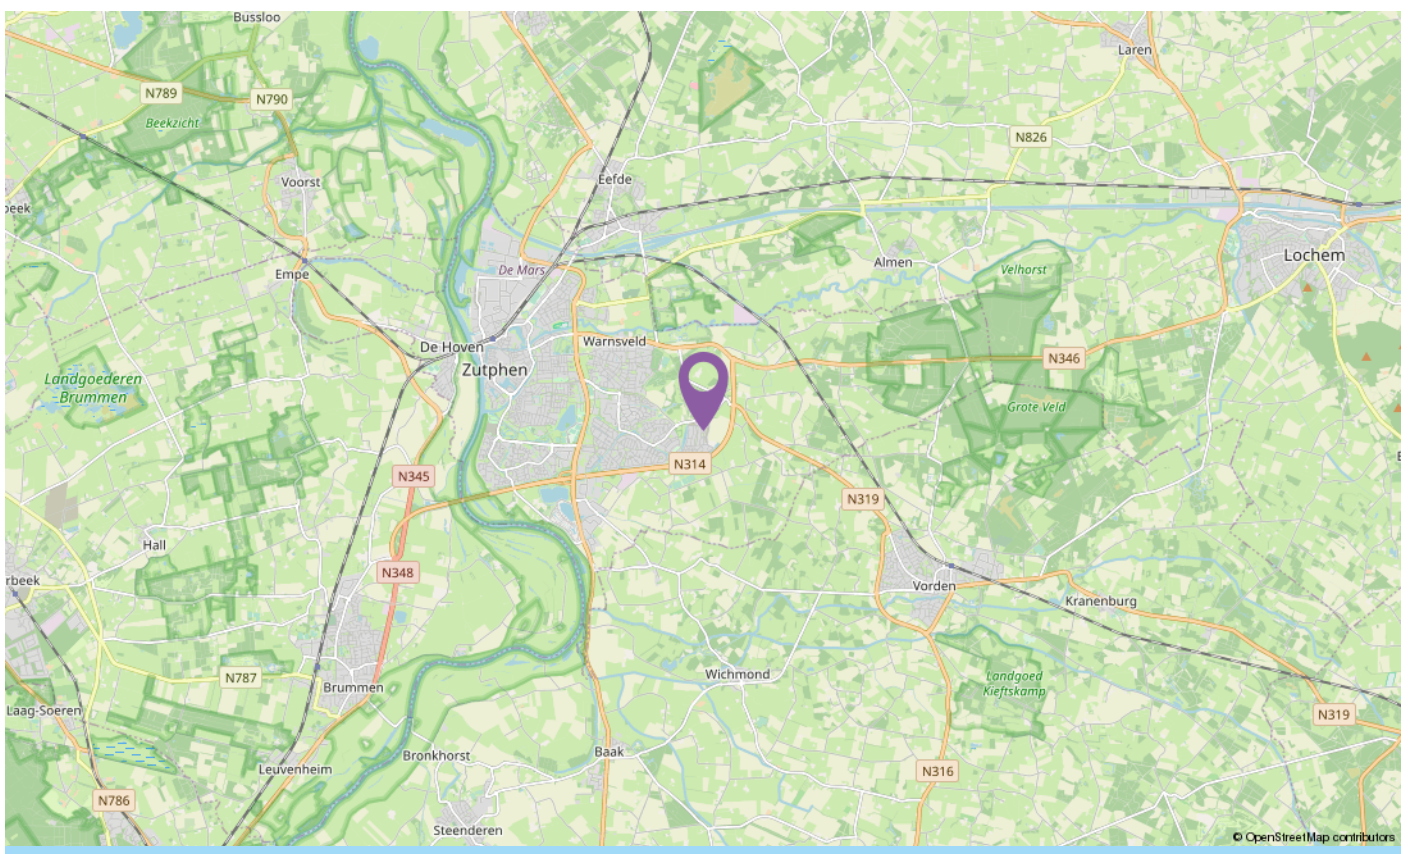 Bussloo
Laren
N789
N790
Beekzicht
N826
Voorst
Eefde
beek
De Mars
Empe
Almen
Velhorst
Lochem
De Hoven
Warnsveld
Zutphen
N346
Landgoederen
Brummen
Grote Veld
N314
N345
N319
Hall
N348
rbeek
Vorden
Kranenburg
Wichmond
N787
Brummen
Landgoed
Kieftskamp
Laag-Soeren
N319
Baak
Bronkhorst
Leuvenheim
N316
N786
Steenderen
© OpenStreetMap contributors